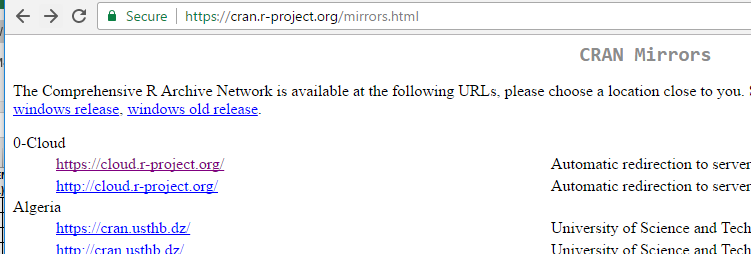 Secure https://cran.r-project.org/mirrors.html
CRAN Mirrors
The Comprehensive R Archive Network is available at the following URLs, please choose a location close to you.
windows release, windows old release.
0-Cloud
https://cloud.r-project.org/ Automatic redirection to server
http://cloud.r-project.org/ Automatic redirection to server
Algeria
https://cran.usthb.dz/ University of Science and Tech
http://cran.usthb.dz/ University of Science and Tech